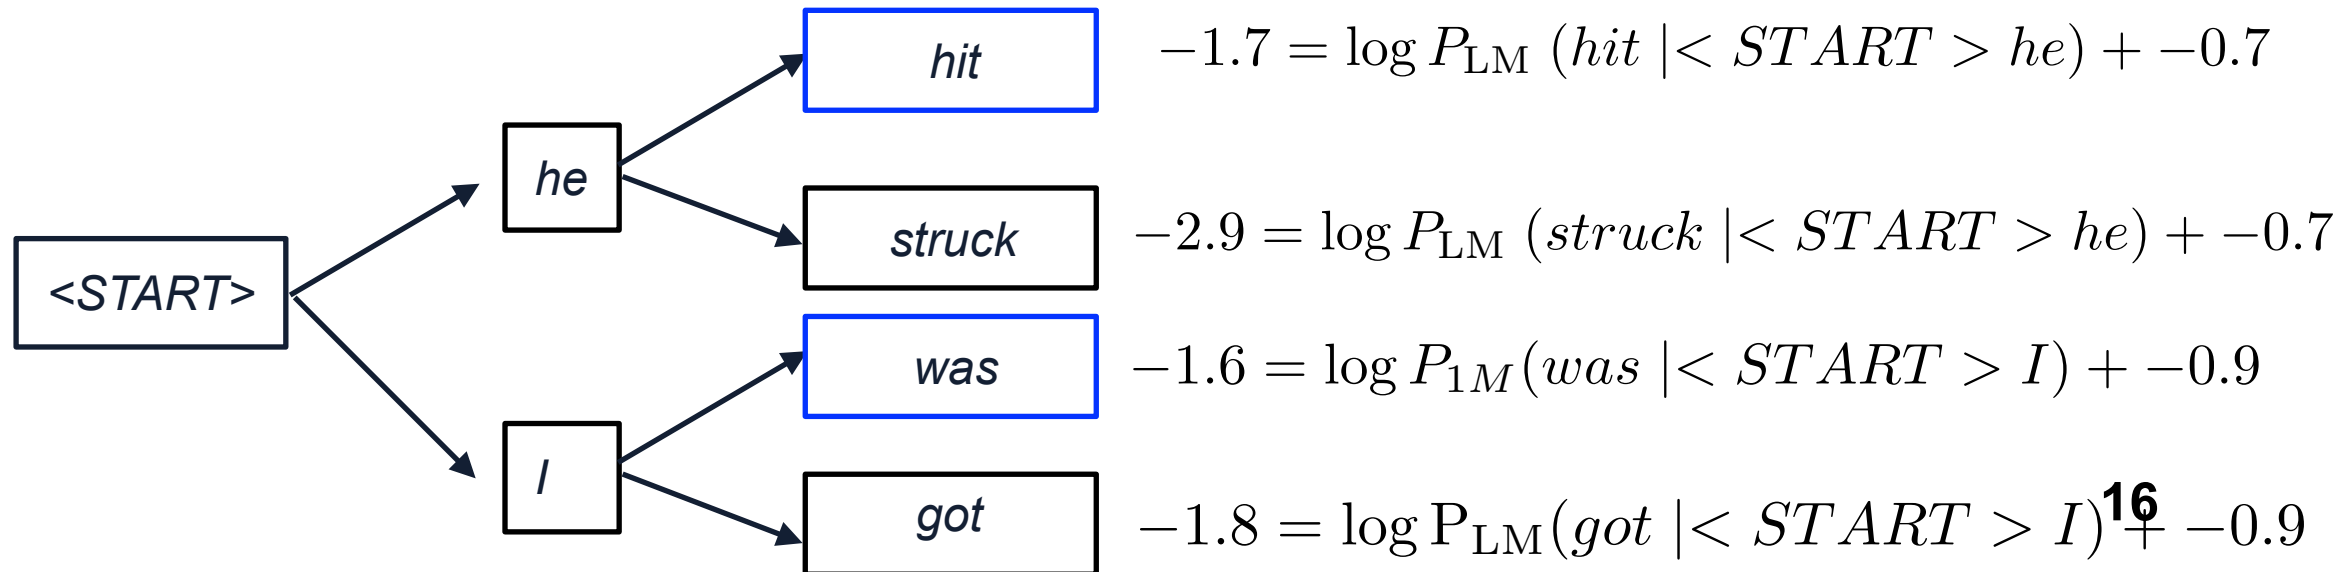 hit
−1.7 = log P_LM (hit |< START > he) + −0.7
he
struck
−2.9 = log P_LM (struck |< START > he) + −0.7
<START>
was
−1.6 = log P_1M(was |< START > I) + −0.9
I
got
−1.8 = log P_LM(got |< START > I) + −0.9
16